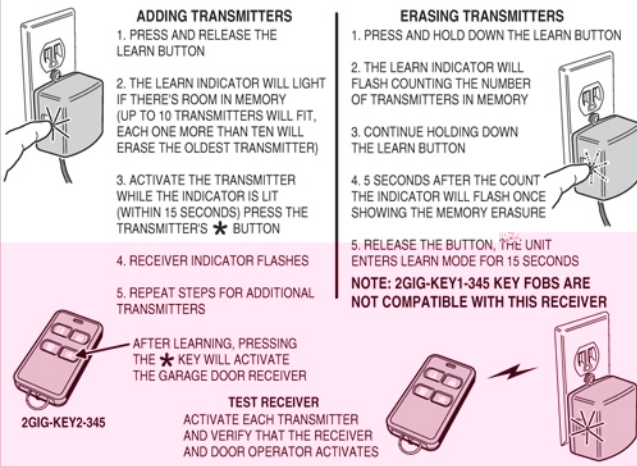 ADDING TRANSMITTERS
1. PRESS AND RELEASE THE
LEARN BUTTON
2. THE LEARN INDICATOR WILL LIGHT
IF THERE'S ROOM IN MEMORY
(UP TO 10 TRANSMITTERS WILL FIT,
EACH ONE MORE THAN TEN WILL
ERASE THE OLDEST TRANSMITTER)
3. ACTIVATE THE TRANSMITTER
WHILE THE INDICATOR IS LIT
(WITHIN 15 SECONDS) PRESS THE
TRANSMITTER'S * BUTTON
4. RECEIVER INDICATOR FLASHES
5. REPEAT STEPS FOR ADDITIONAL
TRANSMITTERS
AFTER LEARNING, PRESSING
THE * KEY WILL ACTIVATE
THE GARAGE DOOR RECEIVER
2GIG-KEY2-345
ERASING TRANSMITTERS
1. PRESS AND HOLD DOWN THE LEARN BUTTON
2. THE LEARN INDICATOR WILL
FLASH COUNTING THE NUMBER
OF TRANSMITTERS IN MEMORY
3. CONTINUE HOLDING DOWN
THE LEARN BUTTON
4. 5 SECONDS AFTER THE COUNT
THE INDICATOR WILL FLASH ONCE
SHOWING THE MEMORY ERASURE
5. RELEASE THE BUTTON, THE UNIT
ENTERS LEARN MODE FOR 15 SECONDS
NOTE: 2GIG-KEY1-345 KEY FOBS ARE
NOT COMPATIBLE WITH THIS RECEIVER
TEST RECEIVER
ACTIVATE EACH TRANSMITTER
AND VERIFY THAT THE RECEIVER
AND DOOR OPERATOR ACTIVATES